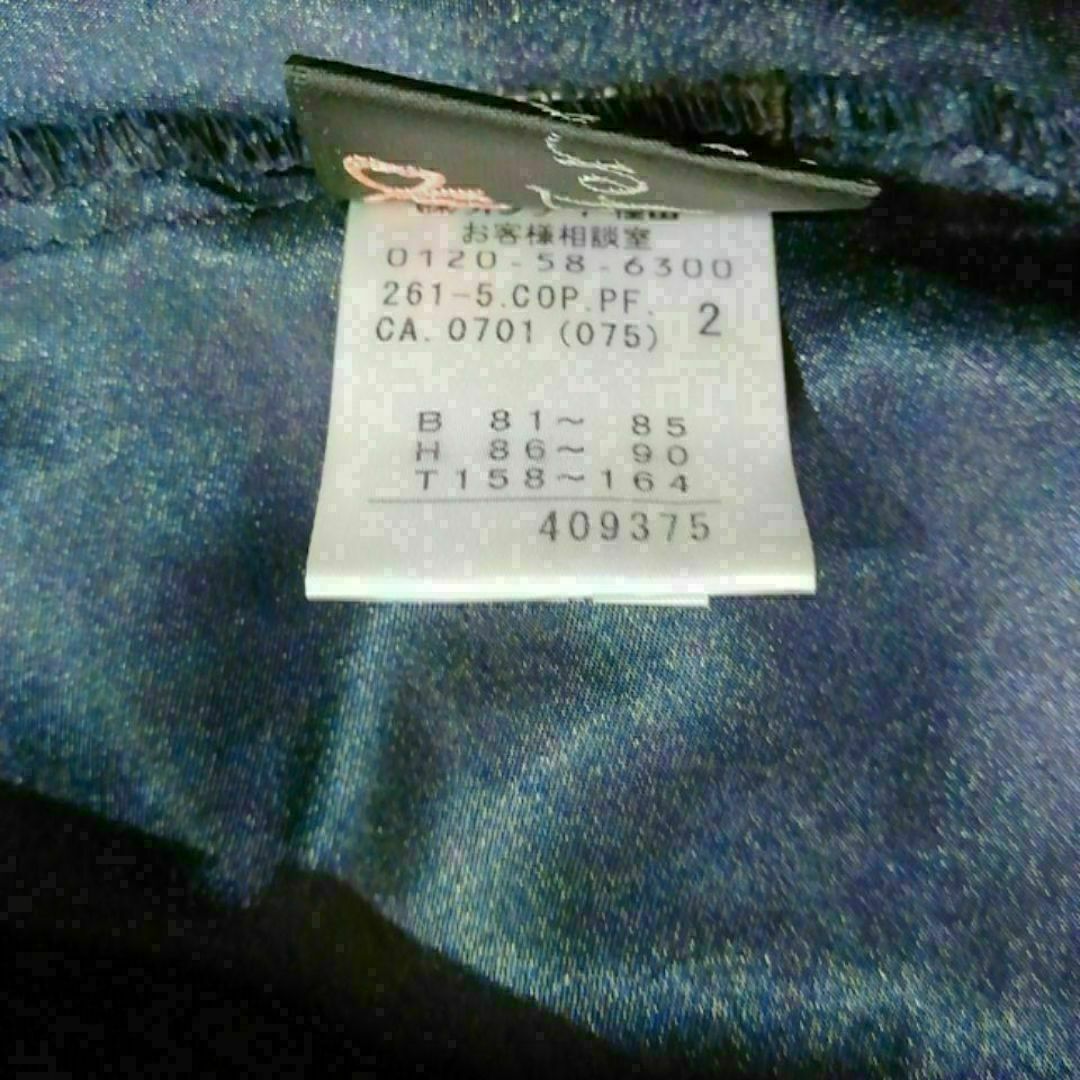 お客様相談室
0120-58-6300
261-5.COP.PF.
CA.0701(075) 2
B 81~ 85
H 86~ 90
T158~164
409375